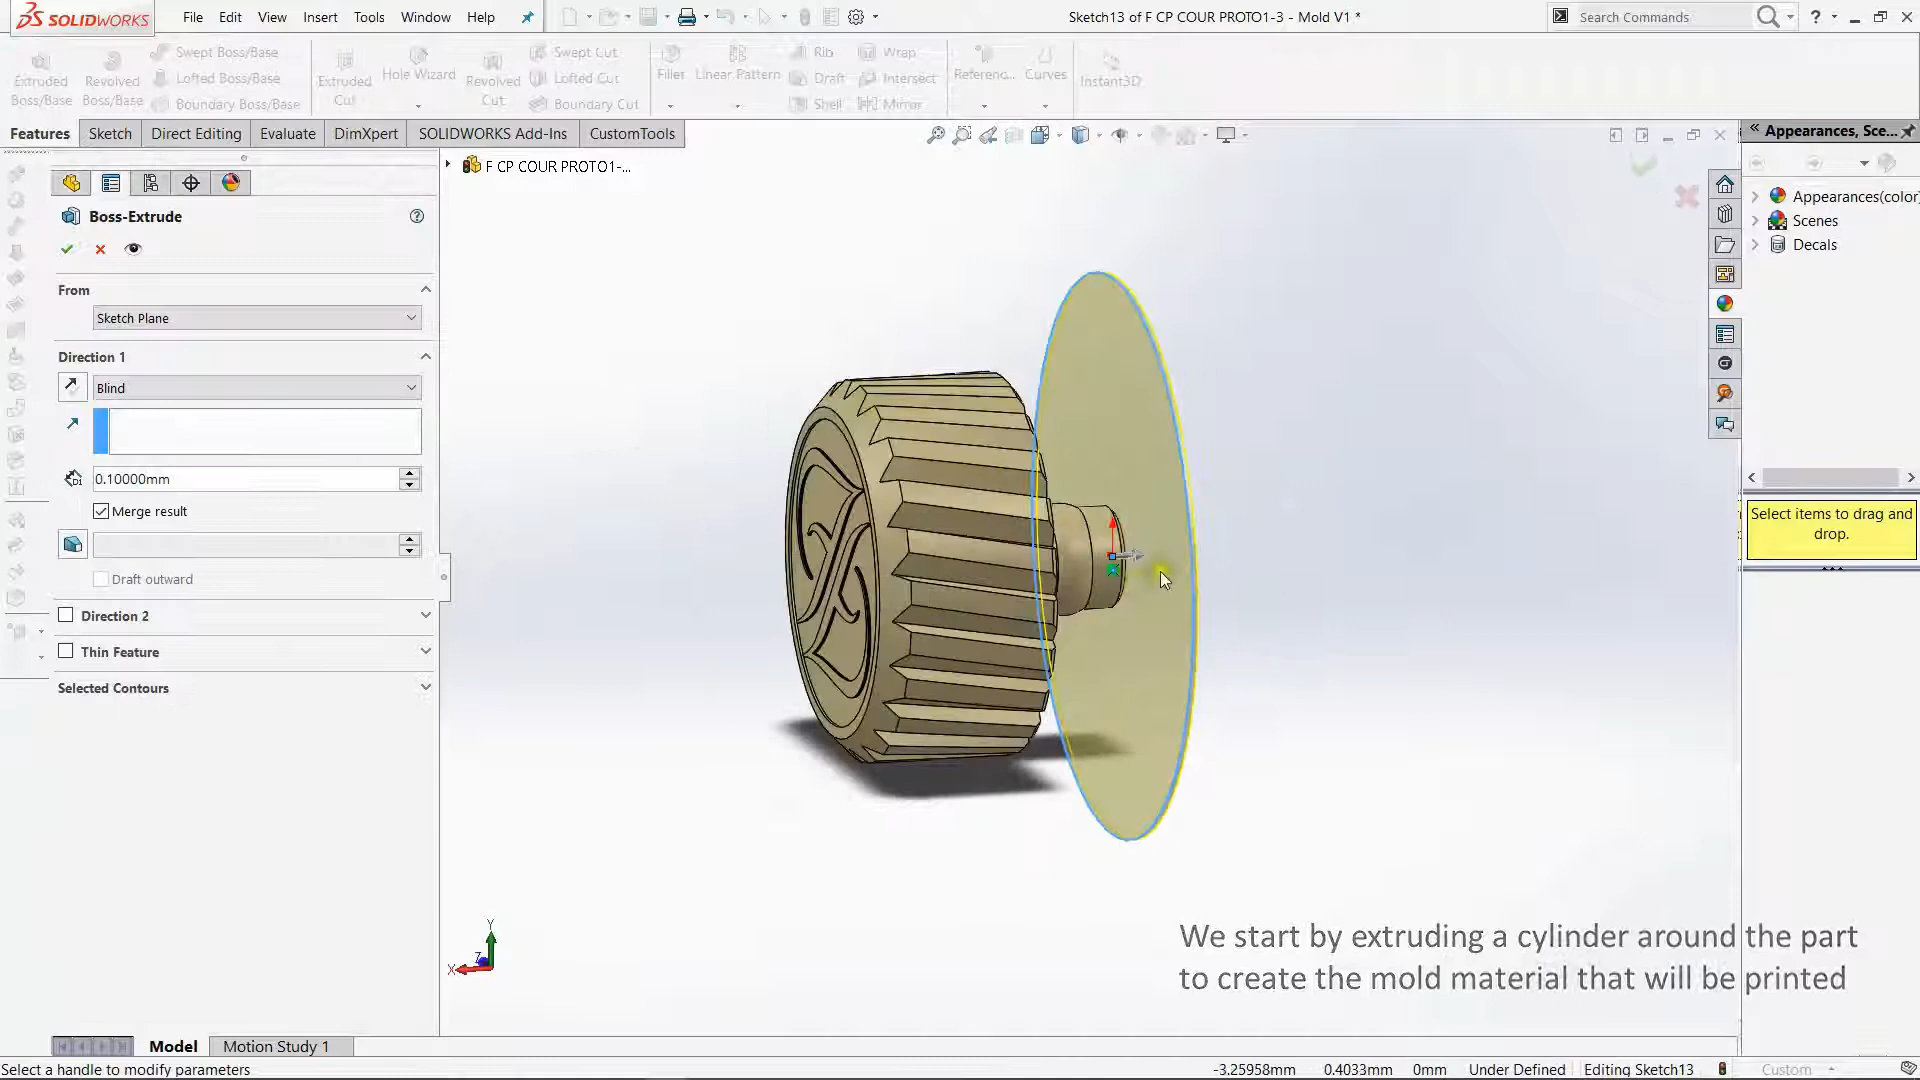 SOLIDWORKS
File Edit View Insert Tools Window Help
Sketch13 of F CP COUR PROTO1-3 - Mold V1 *
Search Commands
Extruded Boss/Base
Revolved Boss/Base
Swept Boss/Base
Lofted Boss/Base
Boundary Boss/Base
Extruded Cut
Hole Wizard
Revolved Cut
Swept Cut
Lofted Cut
Boundary Cut
Fillet
Linear Pattern
Rib
Draft
Shell
Wrap
Intersect
Mirror
Referenc...
Curves
Instant3D
Features Sketch Direct Editing Evaluate DimXpert SOLIDWORKS Add-Ins CustomTools
F CP COUR PROTO1-...
Boss-Extrude
From
Sketch Plane
Direction 1
Blind
0.10000mm
Merge result
Draft outward
Direction 2
Thin Feature
Selected Contours
Appearances, Sce...
Appearances(color)
Scenes
Decals
Select items to drag and
drop.
Y
Z
X
We start by extruding a cylinder around the part
to create the mold material that will be printed
Model Motion Study 1
Select a handle to modify parameters
-3.25958mm 0.4033mm 0mm Under Defined Editing Sketch13 Custom